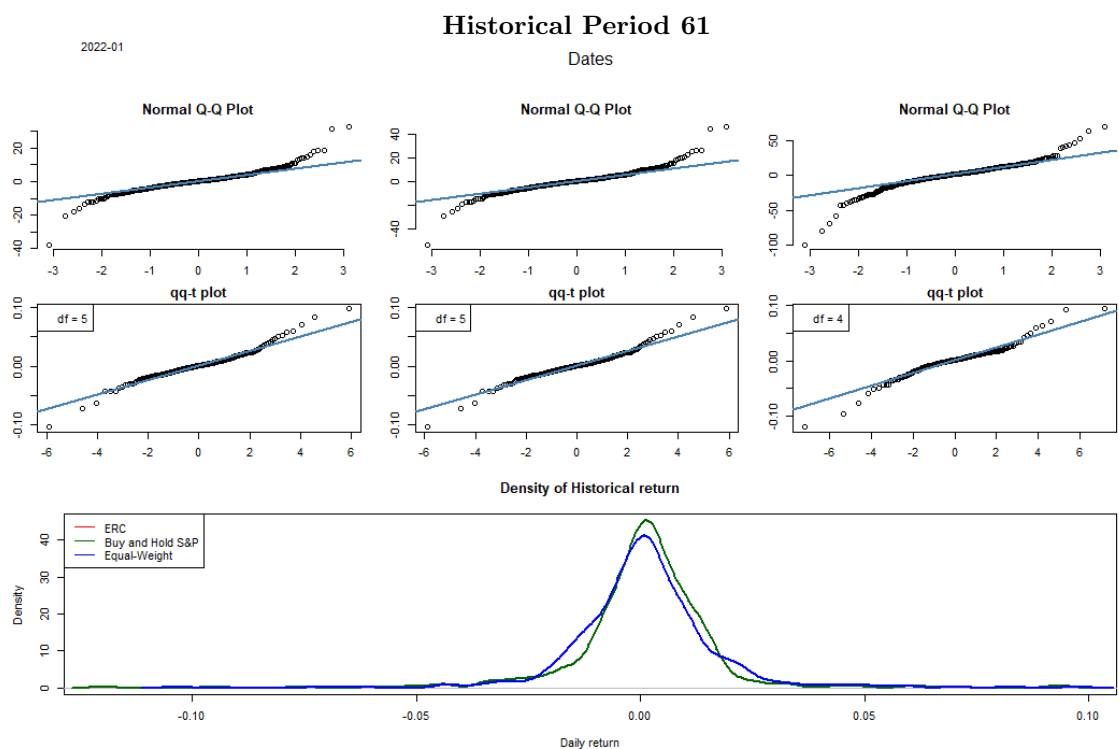 Historical Period 61
2022-01
Dates
Normal Q-Q Plot
Normal Q-Q Plot
Normal Q-Q Plot
20
0
-20
-40
-3 -2 -1 0 1 2 3
40
20
0
-40
-3 -2 -1 0 1 2 3
50
0
-50
-100
-3 -2 -1 0 1 2 3
qq-t plot
qq-t plot
qq-t plot
df = 5
0.10
0.00
-0.10
-6 -4 -2 0 2 4 6
df = 5
0.10
0.00
-0.10
-6 -4 -2 0 2 4 6
df = 4
0.10
0.00
-0.10
-6 -4 -2 0 2 4 6
Density of Historical return
ERC
Buy and Hold S&P
Equal-Weight
Density
40
30
20
10
0
-0.10 -0.05 0.00 0.05 0.10
Daily return